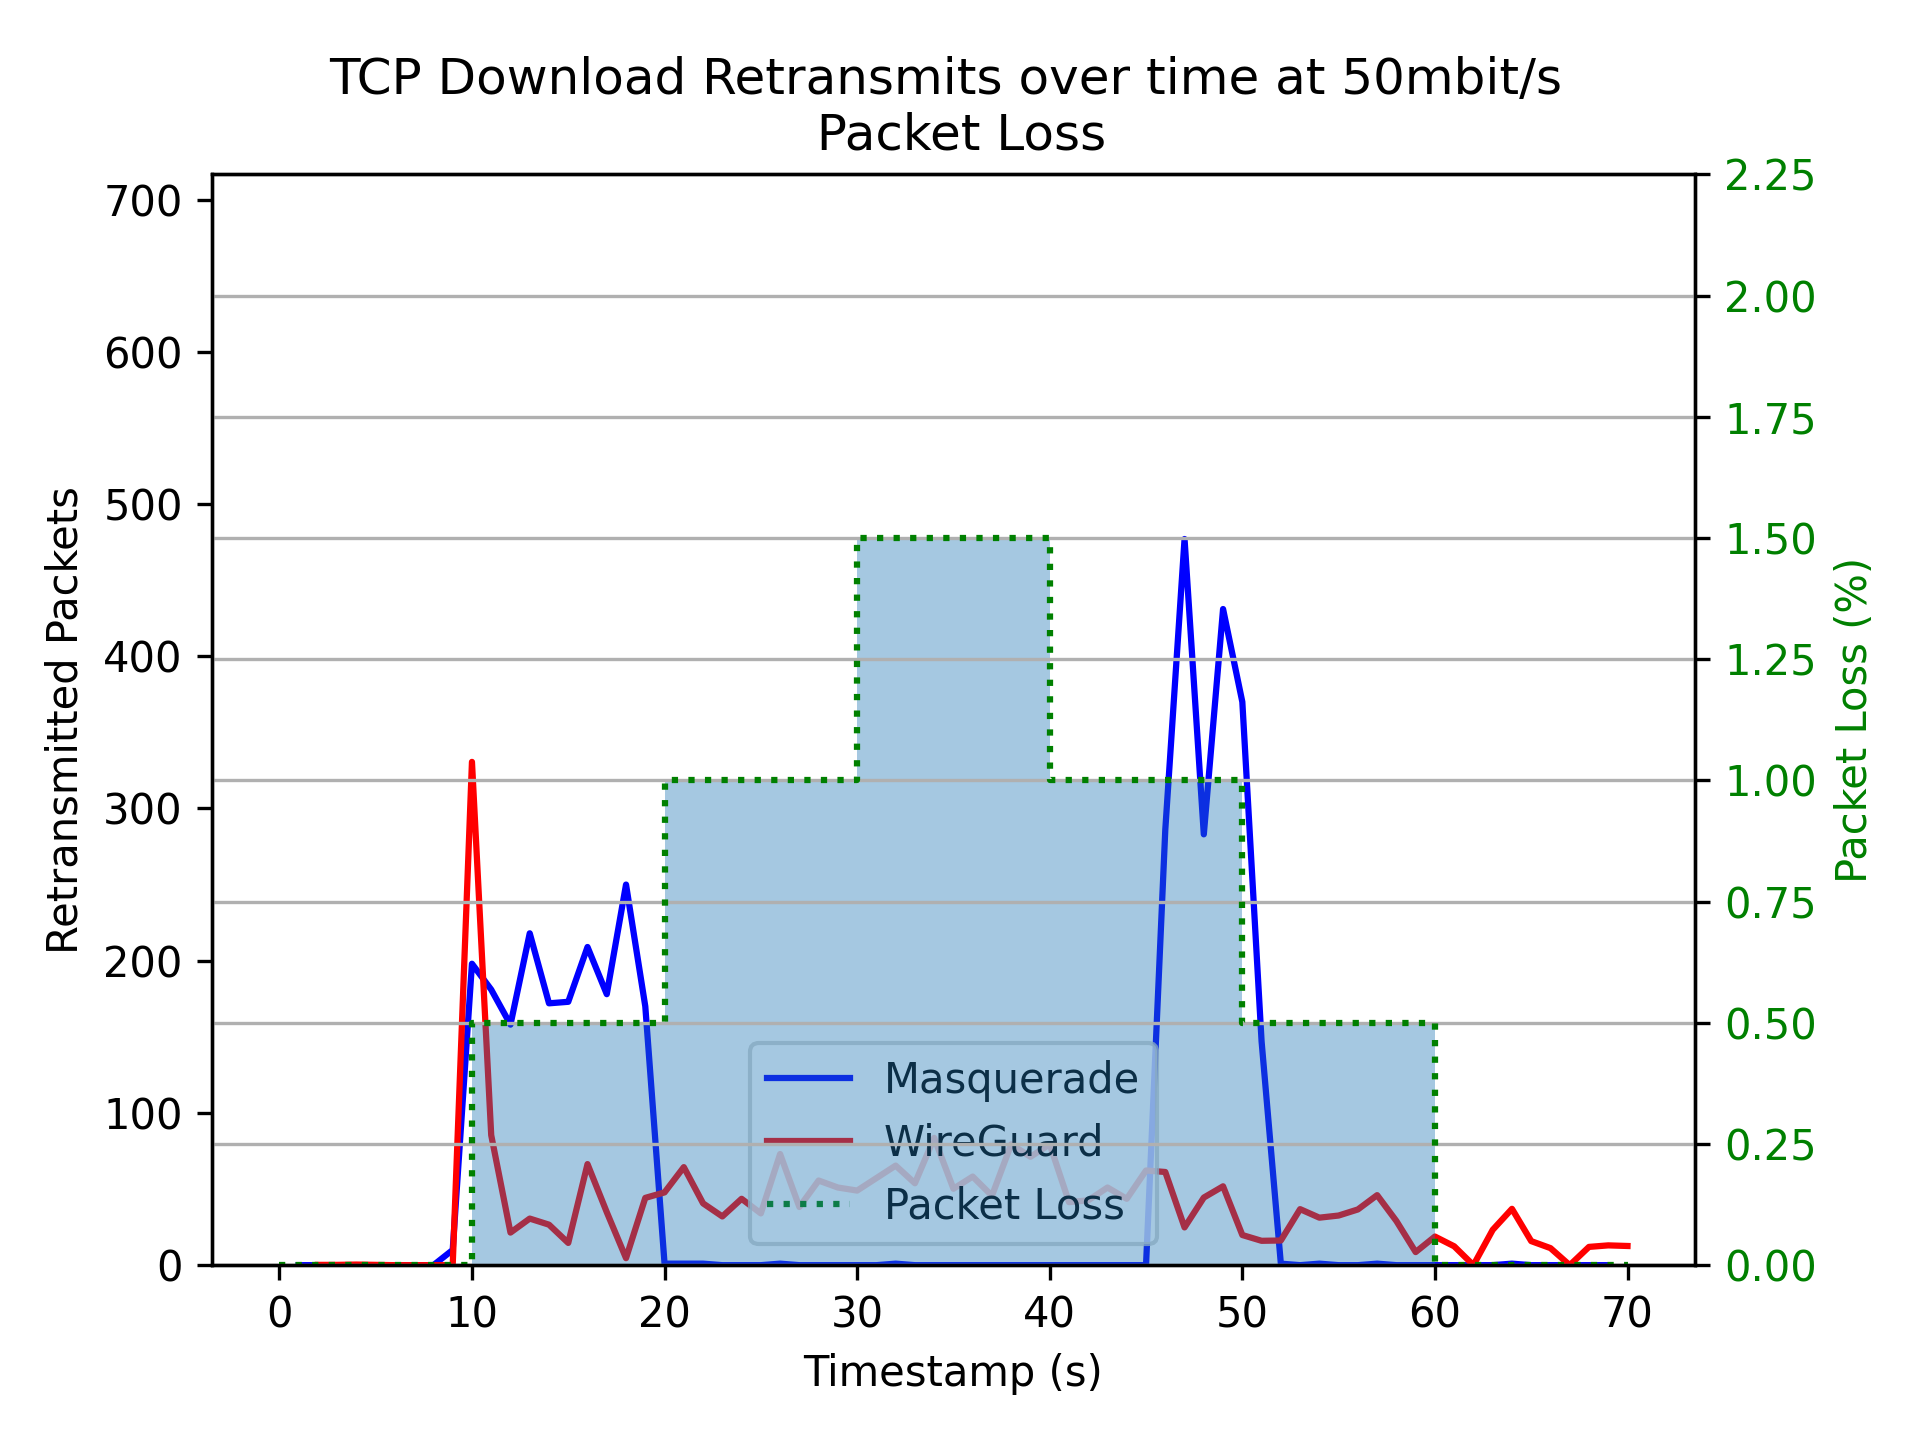 TCP Download Retransmits over time at 50mbit/s
Packet Loss
700
600
500
400
300
200
100
0
Retransmitted Packets
2.25
2.00
1.75
1.50
1.25
1.00
0.75
0.50
0.25
0.00
Packet Loss (%)
Masquerade
WireGuard
Packet Loss
0 10 20 30 40 50 60 70
Timestamp (s)